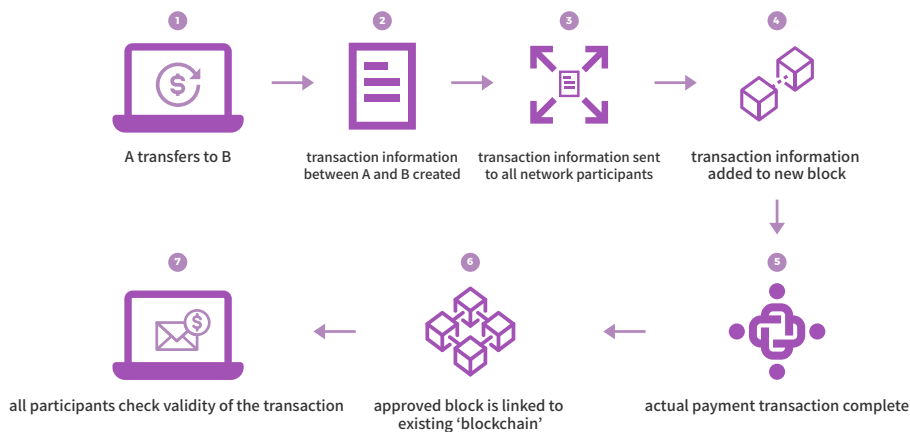 1
2
3
4
$
A transfers to B
transaction information
between A and B created
transaction information sent
to all network participants
transaction information
added to new block
7
6
5
$
all participants check validity of the transaction
approved block is linked to
existing ‘blockchain’
actual payment transaction complete